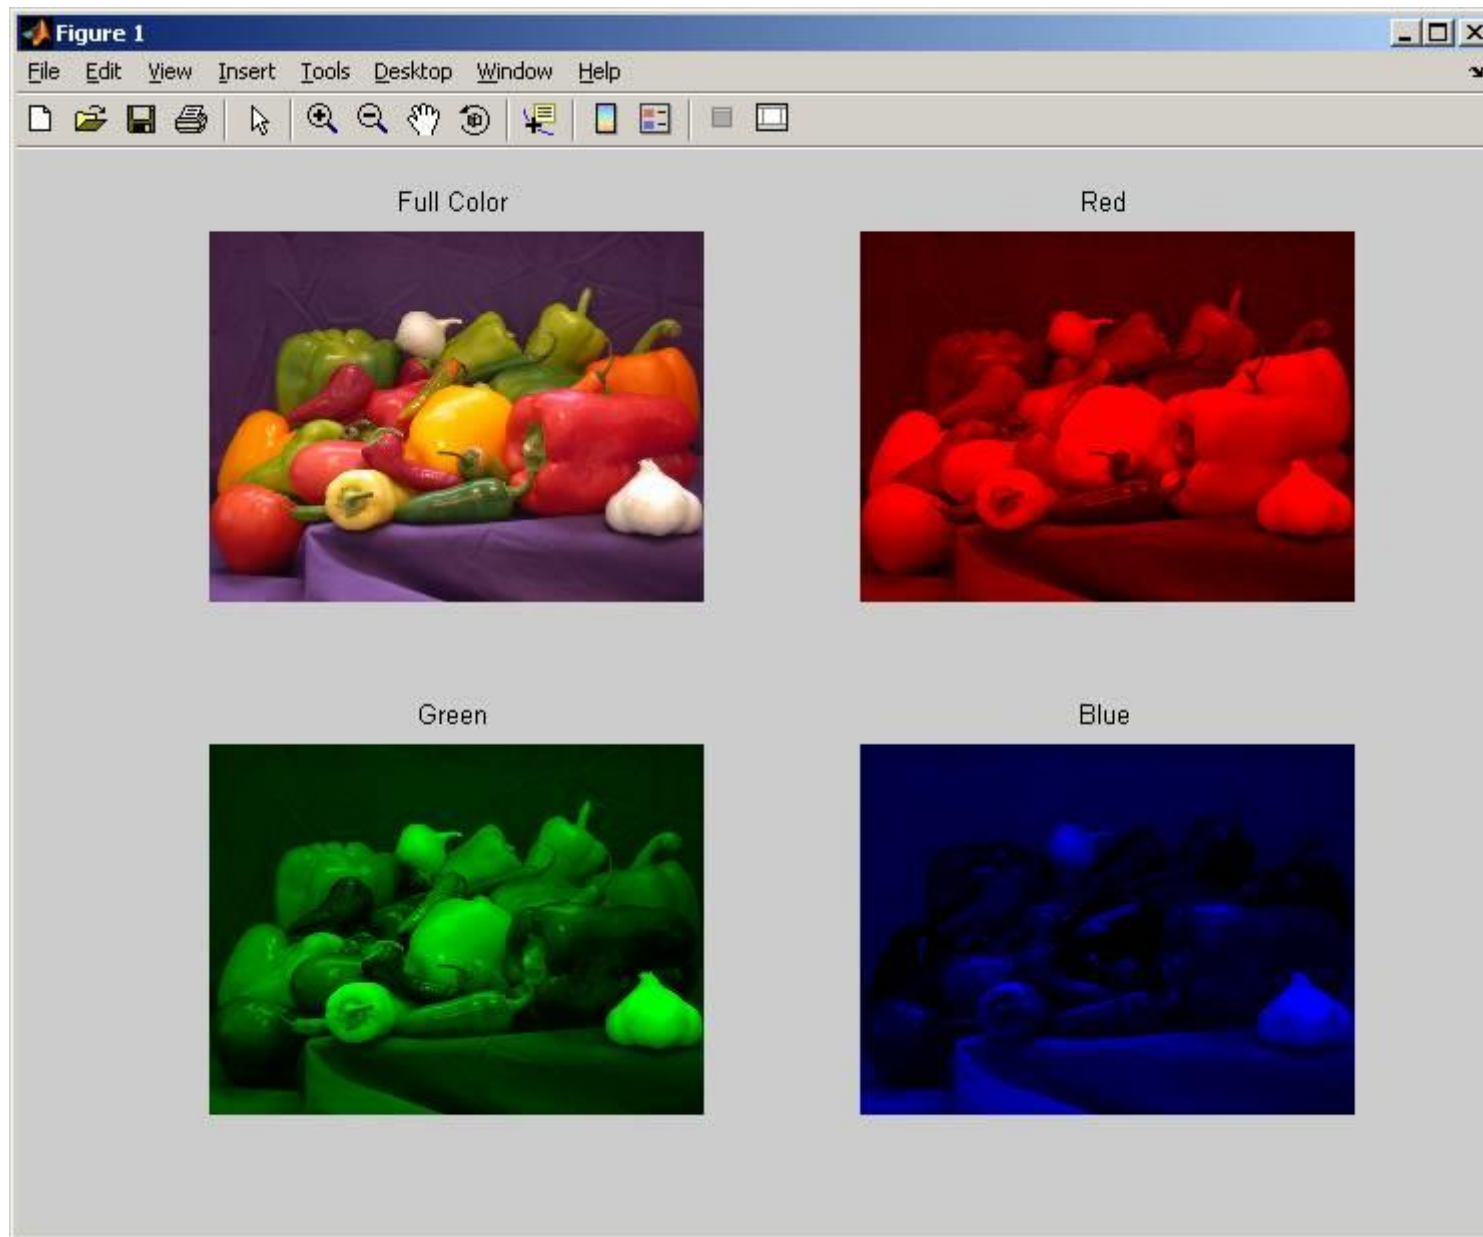 Figure 1
File Edit View Insert Tools Desktop Window Help
Full Color
Red
Green
Blue